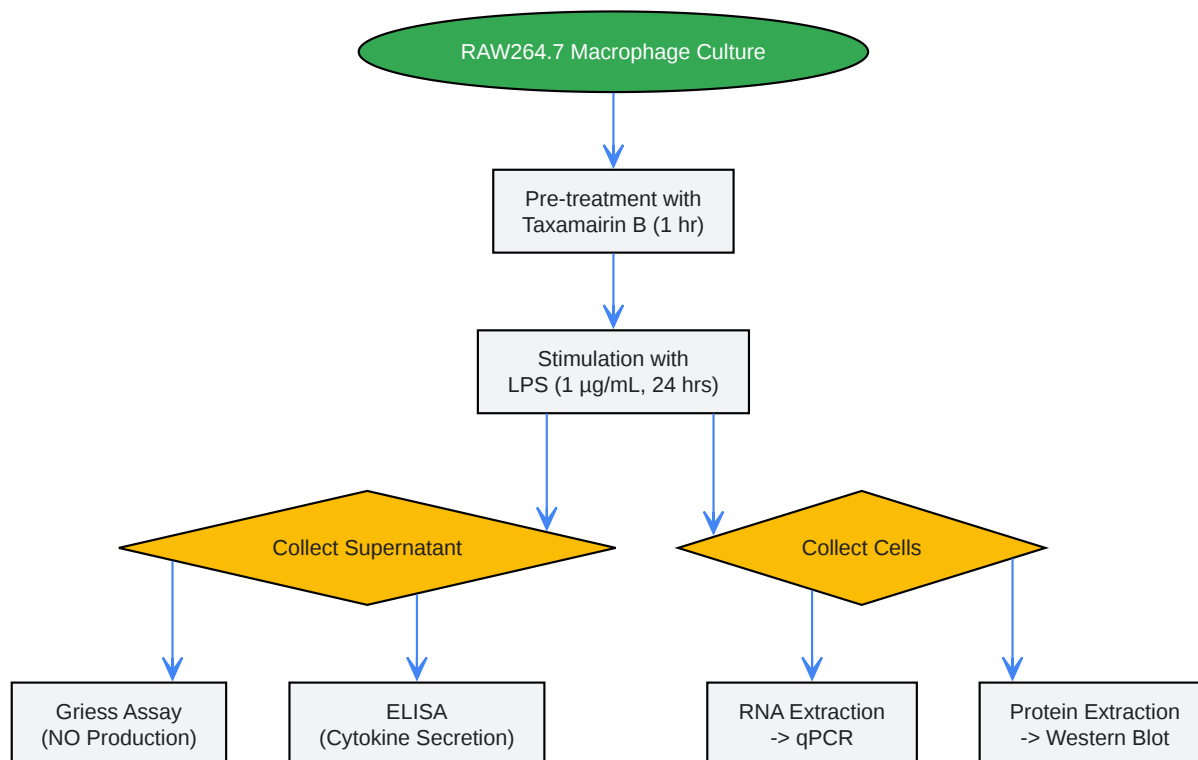 RAW264.7 Macrophage Culture
Pre-treatment with
Taxamairin B (1 hr)
Stimulation with
LPS (1 µg/mL, 24 hrs)
Collect Supernatant
Collect Cells
Griess Assay
(NO Production)
ELISA
(Cytokine Secretion)
RNA Extraction
-> qPCR
Protein Extraction
-> Western Blot